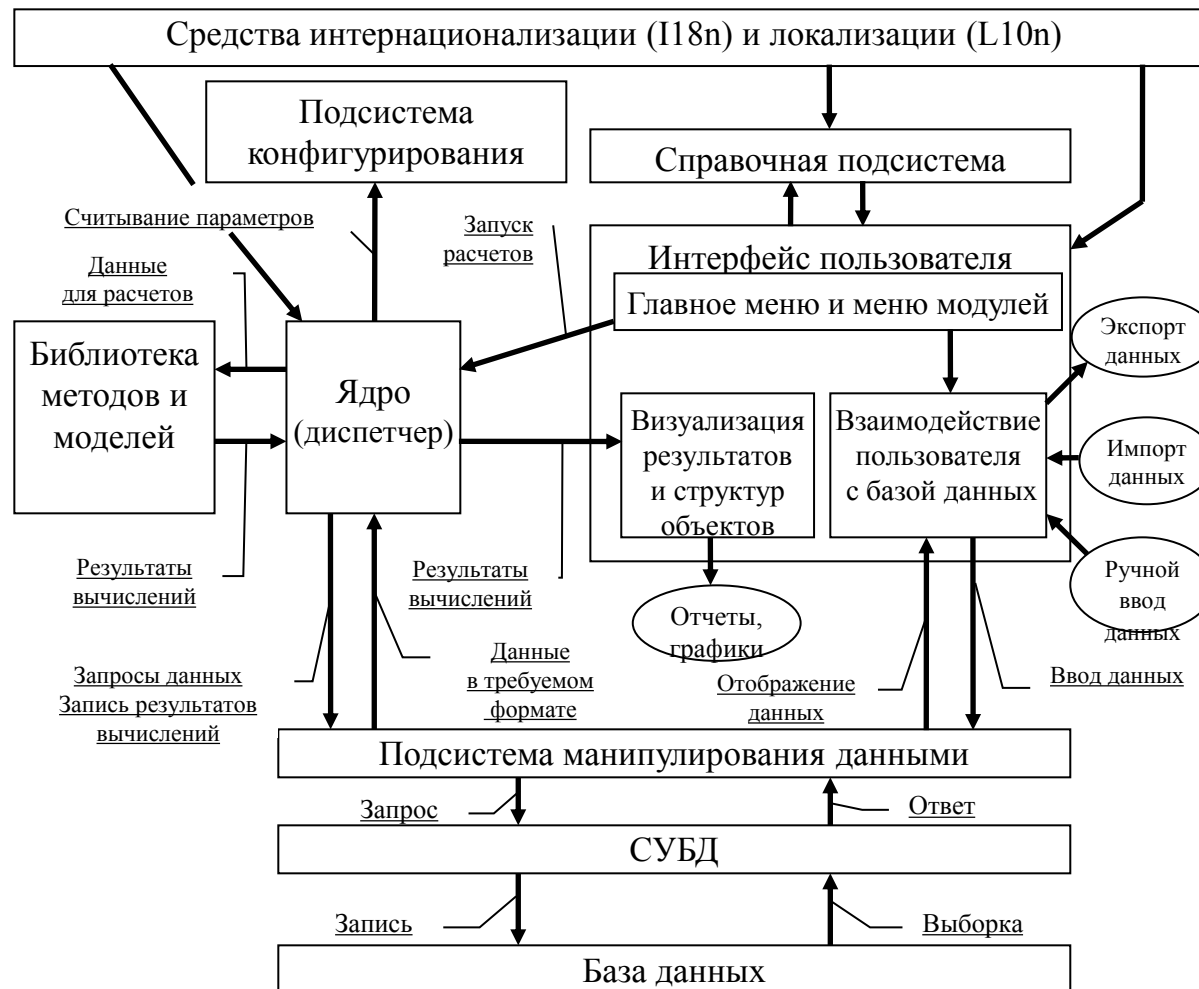 Средства интернационализации (I18n) и локализации (L10n)
Подсистема
конфигурирования
Справочная подсистема
Считывание параметров
Запуск
расчетов
Интерфейс пользователя
Данные
для расчетов
Главное меню и меню модулей
Экспорт
данных
Библиотека
методов и
моделей
Ядро
(диспетчер)
Визуализация
результатов
и структур
объектов
Взаимодействие
пользователя
с базой данных
Импорт
данных
Результаты
вычислений
Результаты
вычислений
Ручной
ввод
данных
Отчеты,
графики
Запросы данных
Запись результатов
вычислений
Данные
в требуемом
формате
Отображение
данных
Ввод данных
Подсистема манипулирования данными
Запрос
Ответ
СУБД
Запись
Выборка
База данных